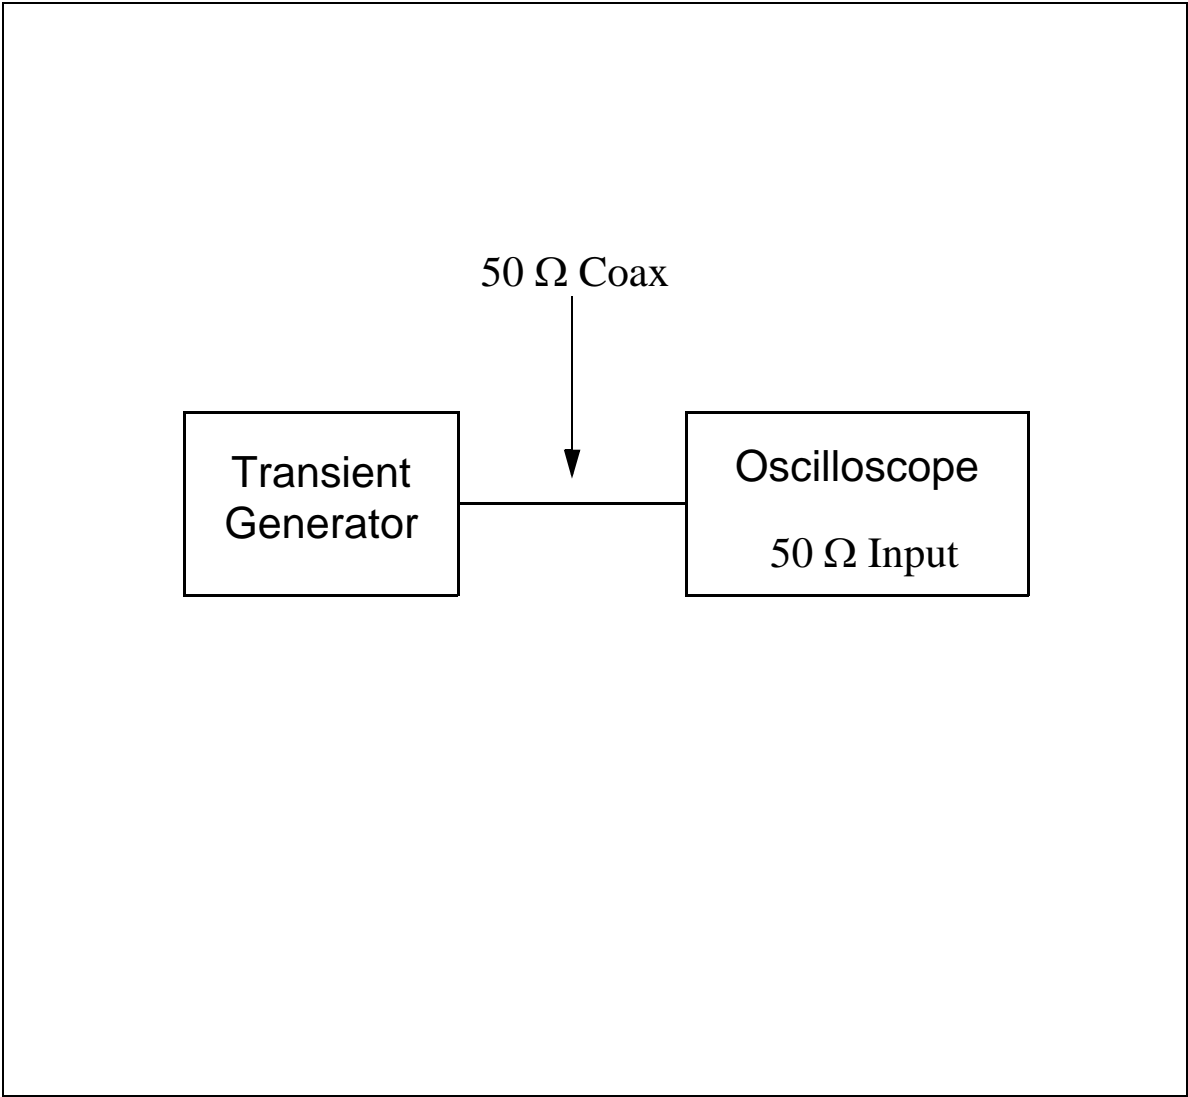 50 Ω Coax
Transient
Generator
Oscilloscope
50 Ω Input